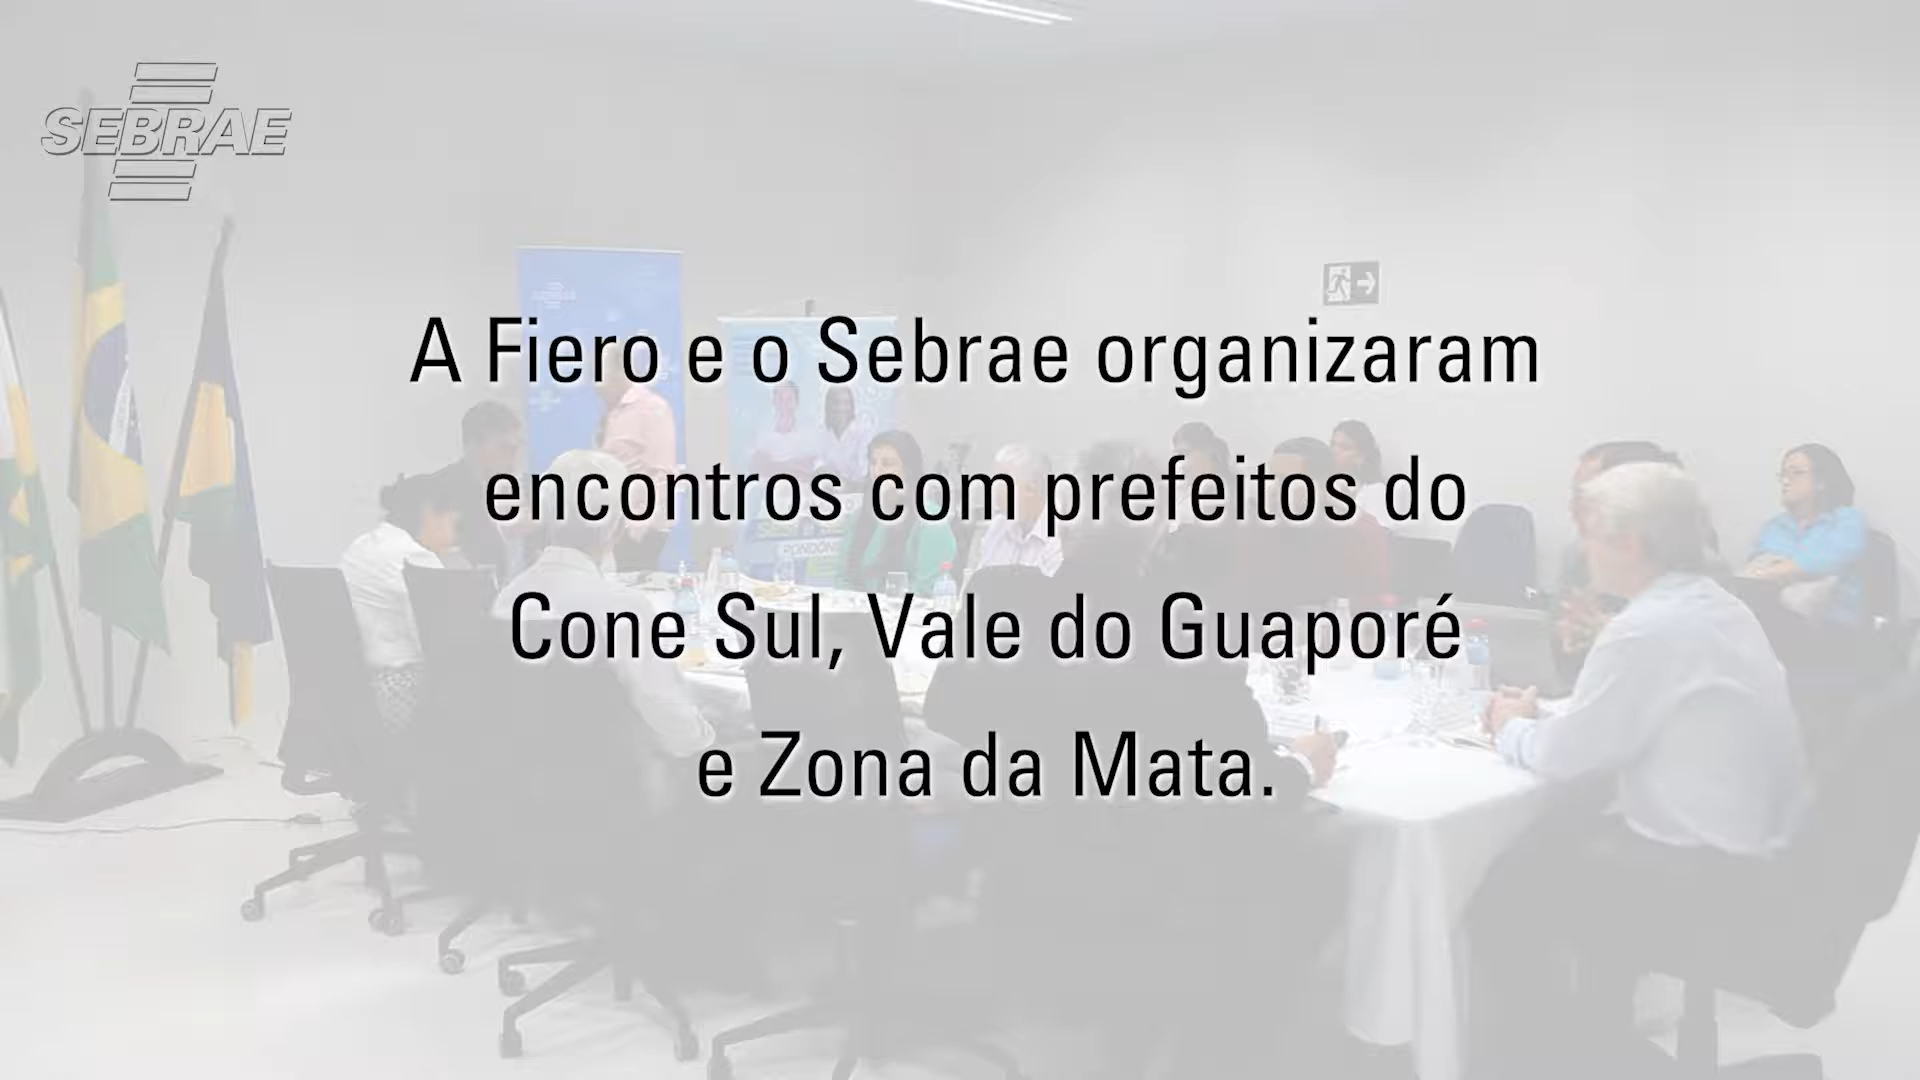 SEBRAE
A Fiero e o Sebrae organizaram
encontros com prefeitos do
Cone Sul, Vale do Guaporé
e Zona da Mata.